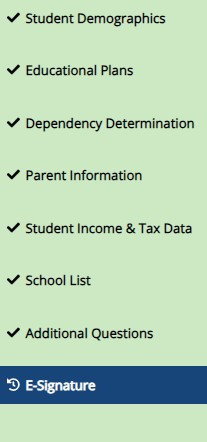 Student Demographics
Educational Plans
Dependency Determination
Parent Information
Student Income & Tax Data
School List
Additional Questions
E-Signature